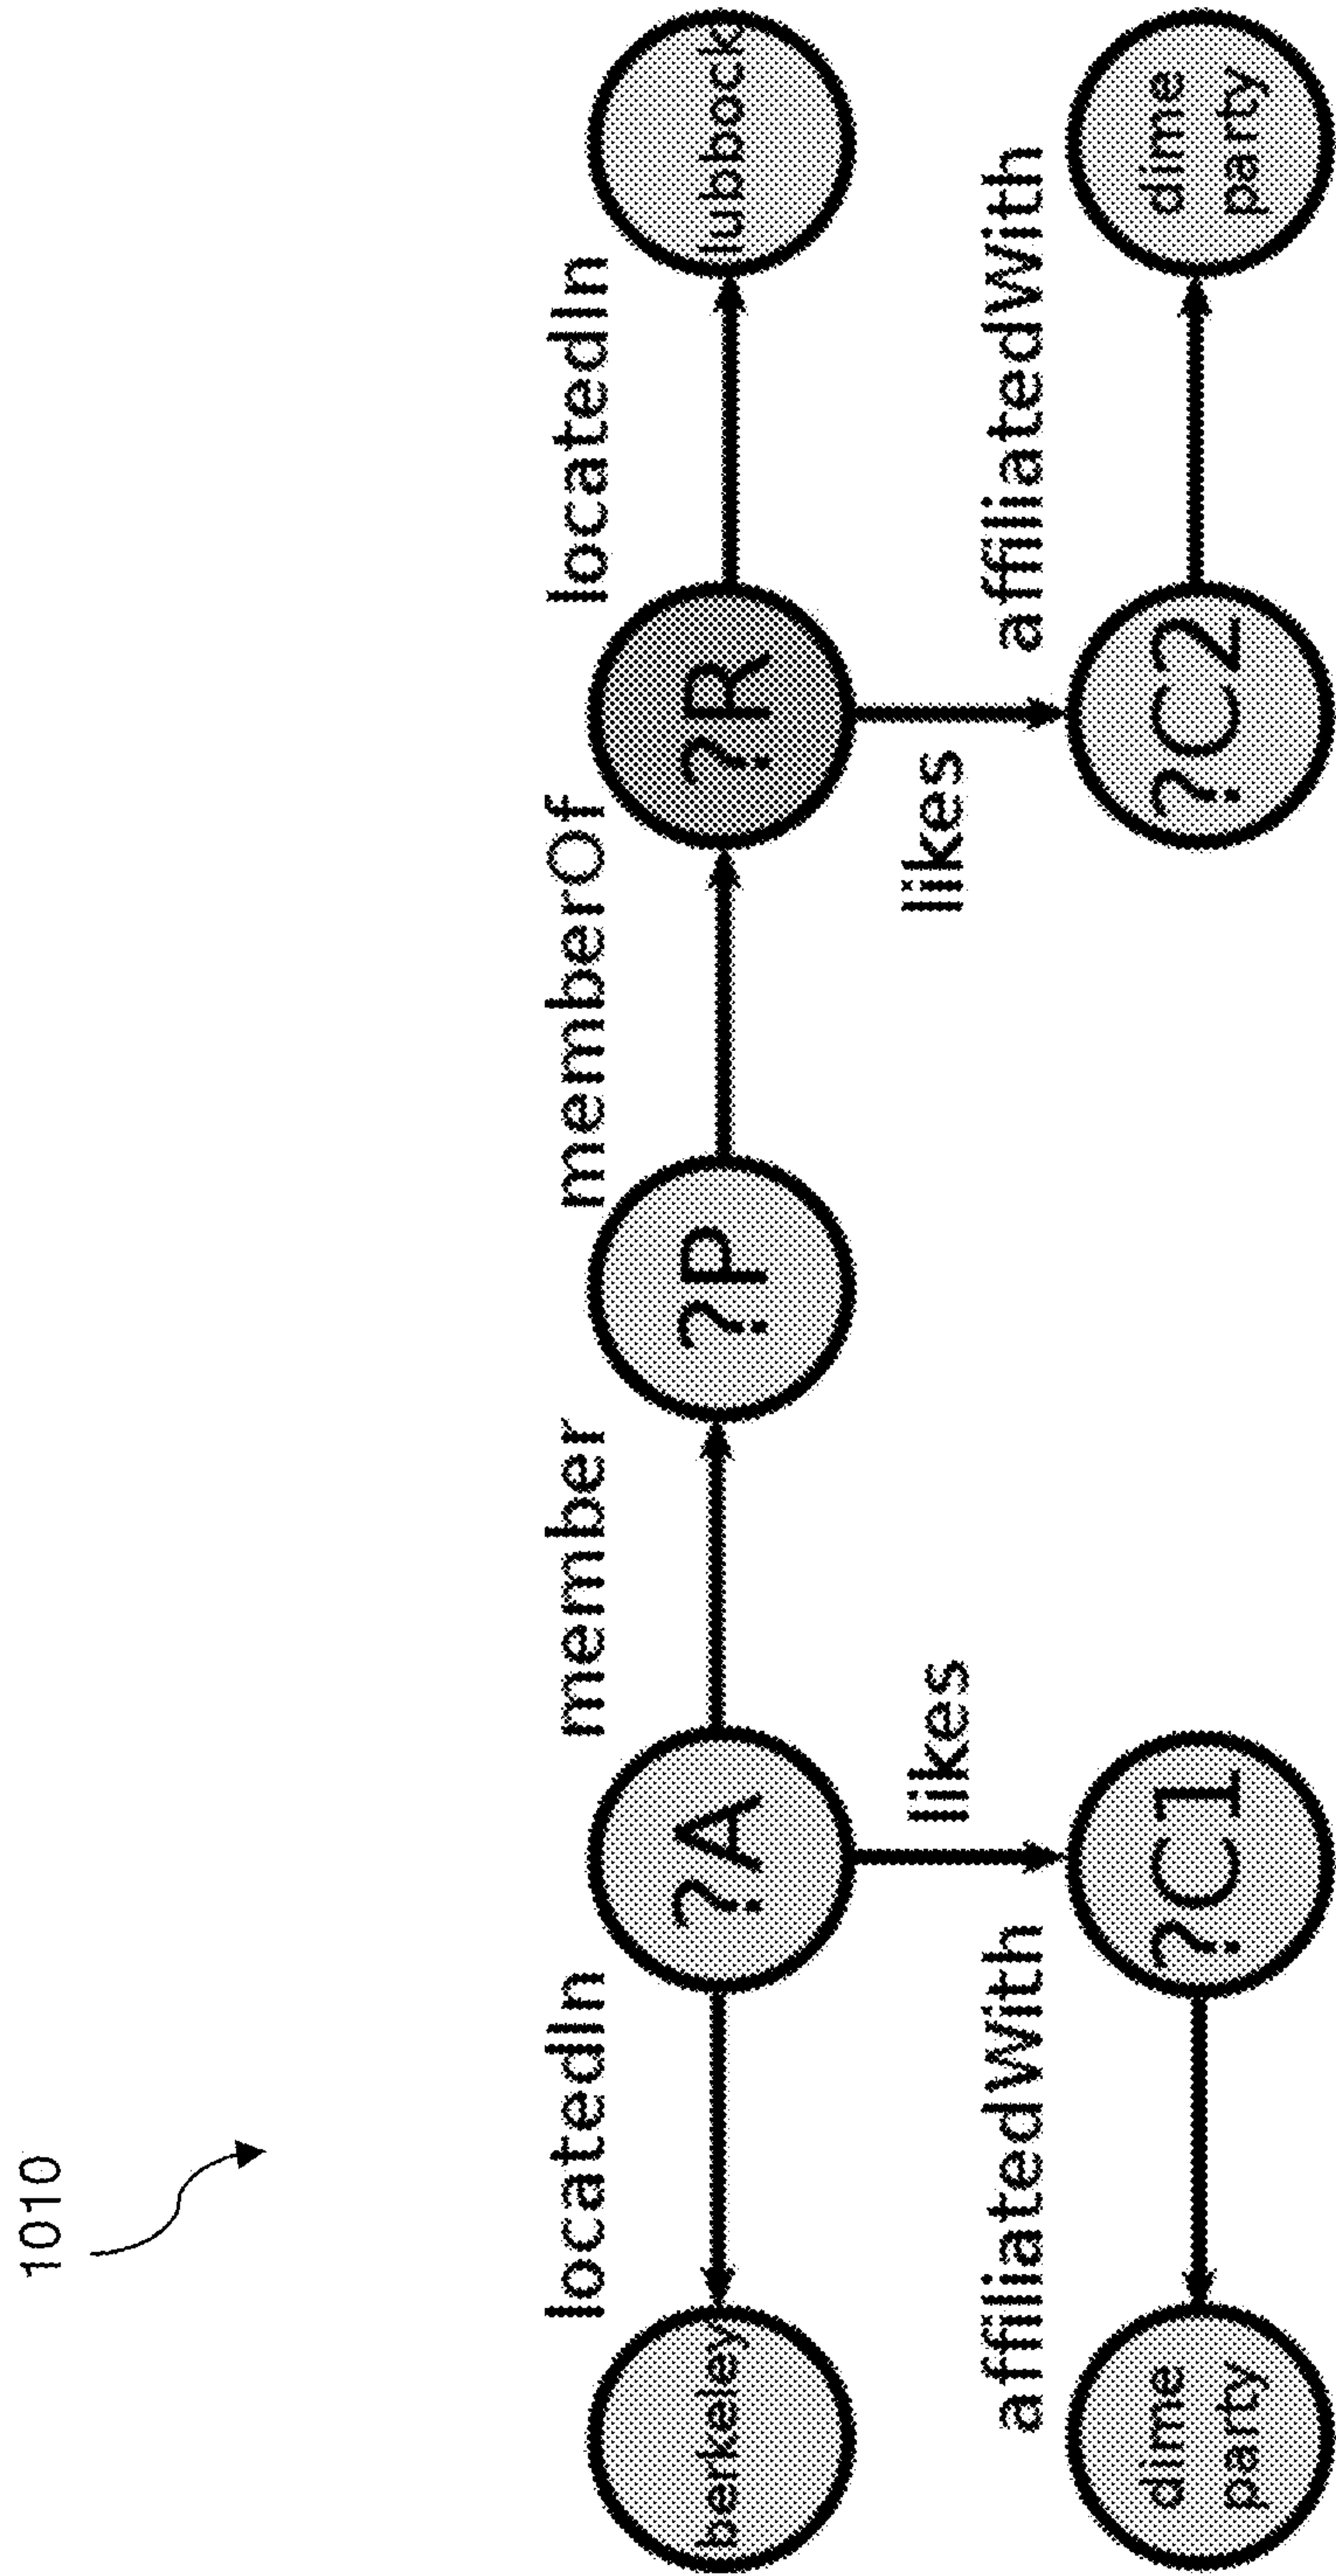 1010
locatedIn
member
memberOf
locatedIn
berkeley
?A
?P
?R
lubbock
likes
likes
affiliatedWith
affiliatedWith
dime
party
?C1
?C2
dime
party